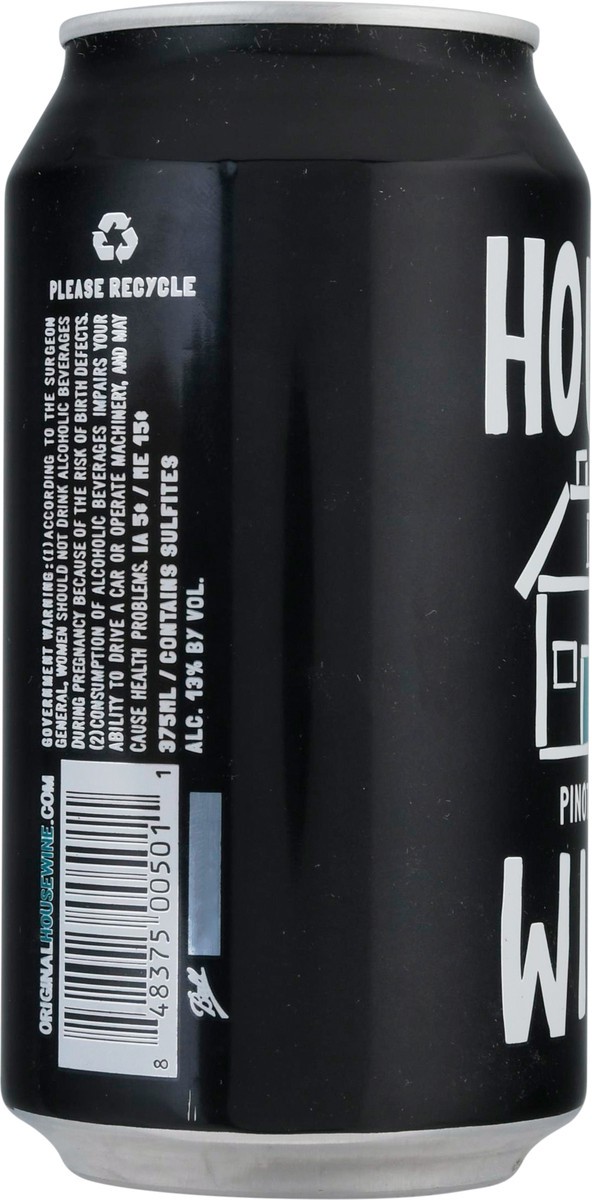 PLEASE RECYCLE
GOVERNMENT WARNING: (1) ACCORDING TO THE SURGEON
GENERAL, WOMEN SHOULD NOT DRINK ALCOHOLIC BEVERAGES
DURING PREGNANCY BECAUSE OF THE RISK OF BIRTH DEFECTS.
(2) CONSUMPTION OF ALCOHOLIC BEVERAGES IMPAIRS YOUR
ABILITY TO DRIVE A CAR OR OPERATE MACHINERY, AND MAY
CAUSE HEALTH PROBLEMS. IA 5¢ / ME 15¢
375ML / CONTAINS SULFITES
ALC. 13% BY VOL.
ORIGINALHOUSEWINE.COM
8 48375 00501 1
Ball
HOU
PINO
WI